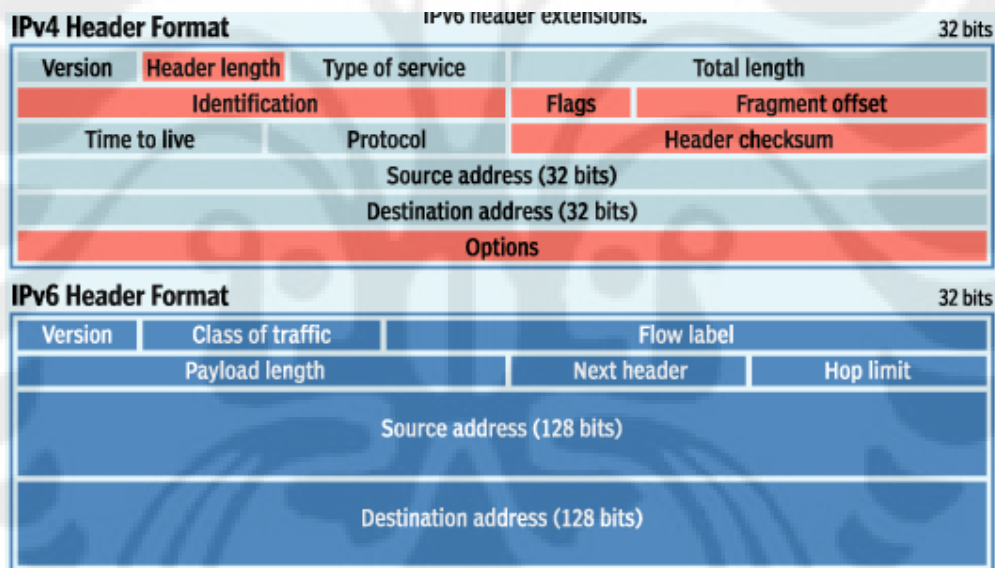 IPv6 header extensions.
IPv4 Header Format 32 bits
Version Header length Type of service Total length
Identification Flags Fragment offset
Time to live Protocol Header checksum
Source address (32 bits)
Destination address (32 bits)
Options
IPv6 Header Format 32 bits
Version Class of traffic Flow label
Payload length Next header Hop limit
Source address (128 bits)
Destination address (128 bits)